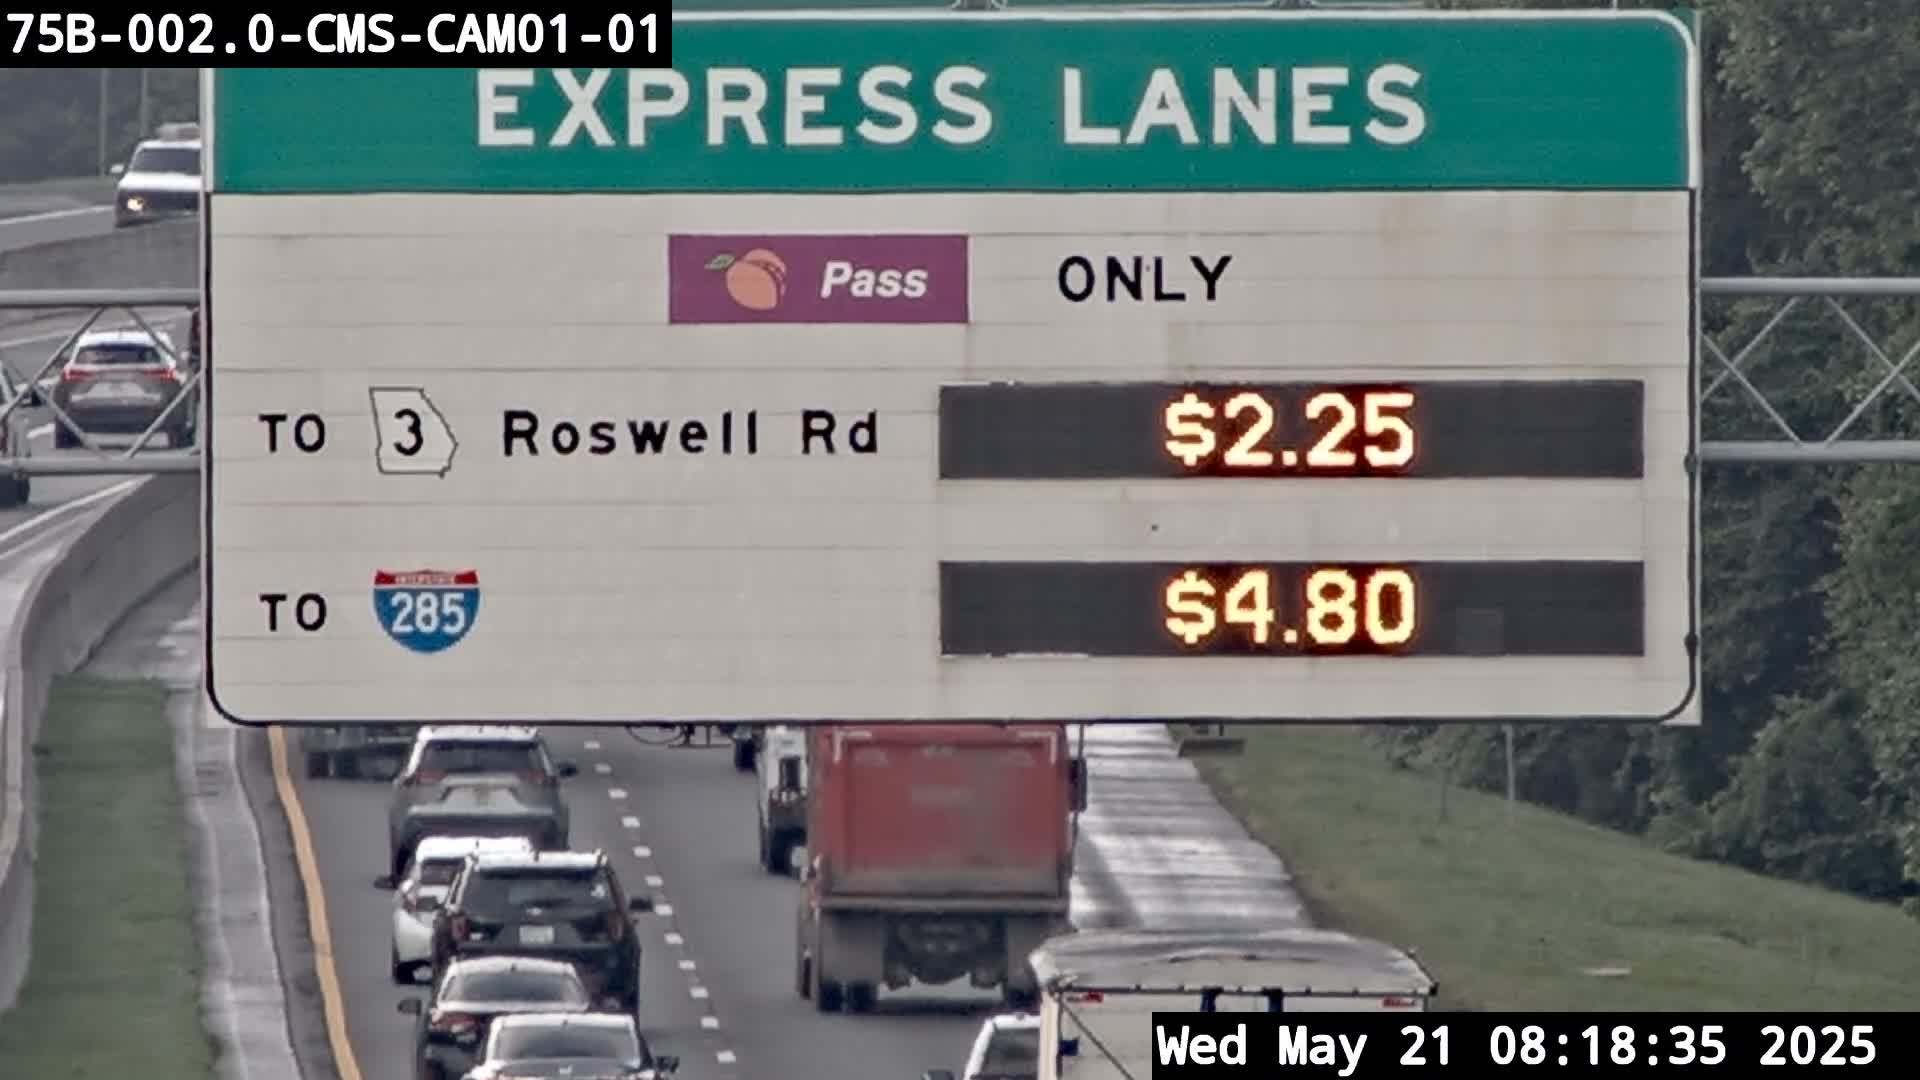 75B-002.0-CMS-CAM01-01
EXPRESS LANES
Pass ONLY
TO 3 Roswell Rd $2.25
INTERSTATE
TO 285 $4.80
Wed May 21 08:18:35 2025